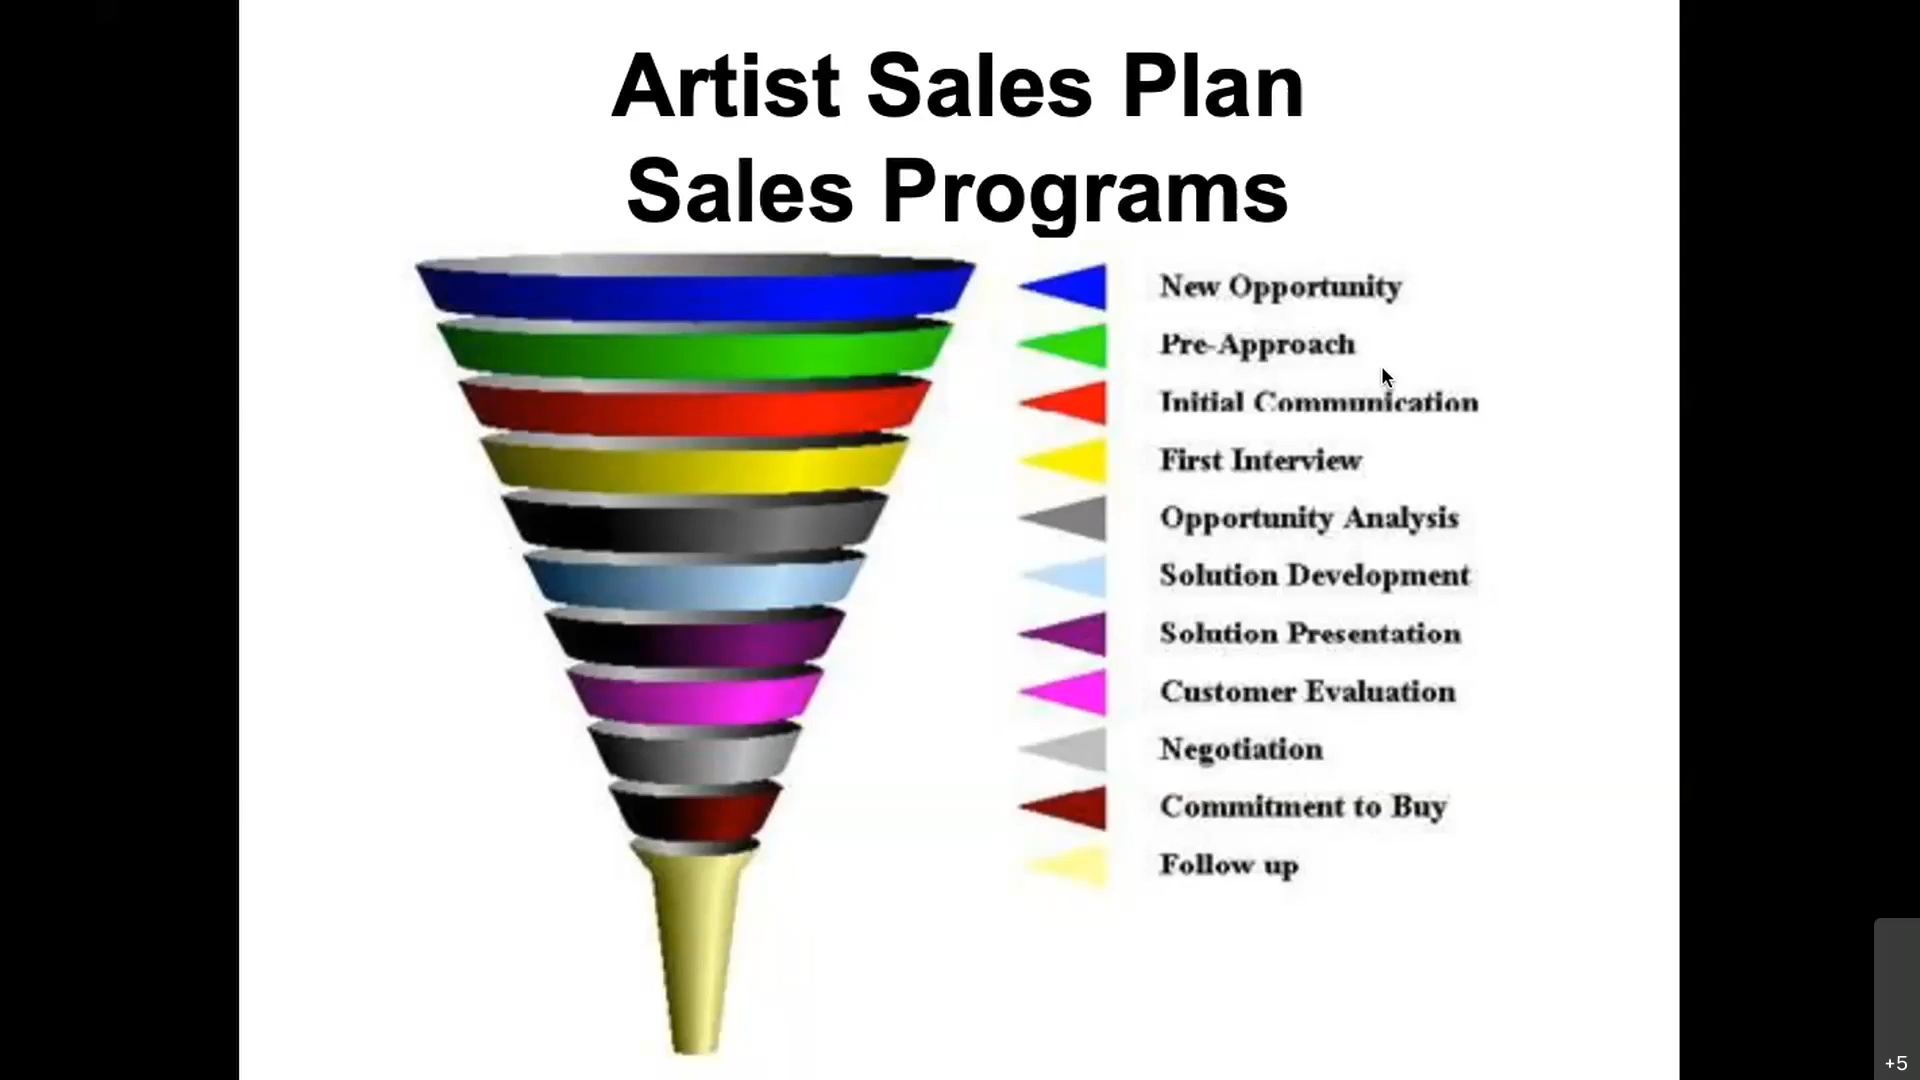 Artist Sales Plan
Sales Programs
New Opportunity
Pre-Approach
Initial Communication
First Interview
Opportunity Analysis
Solution Development
Solution Presentation
Customer Evaluation
Negotiation
Commitment to Buy
Follow up
+5